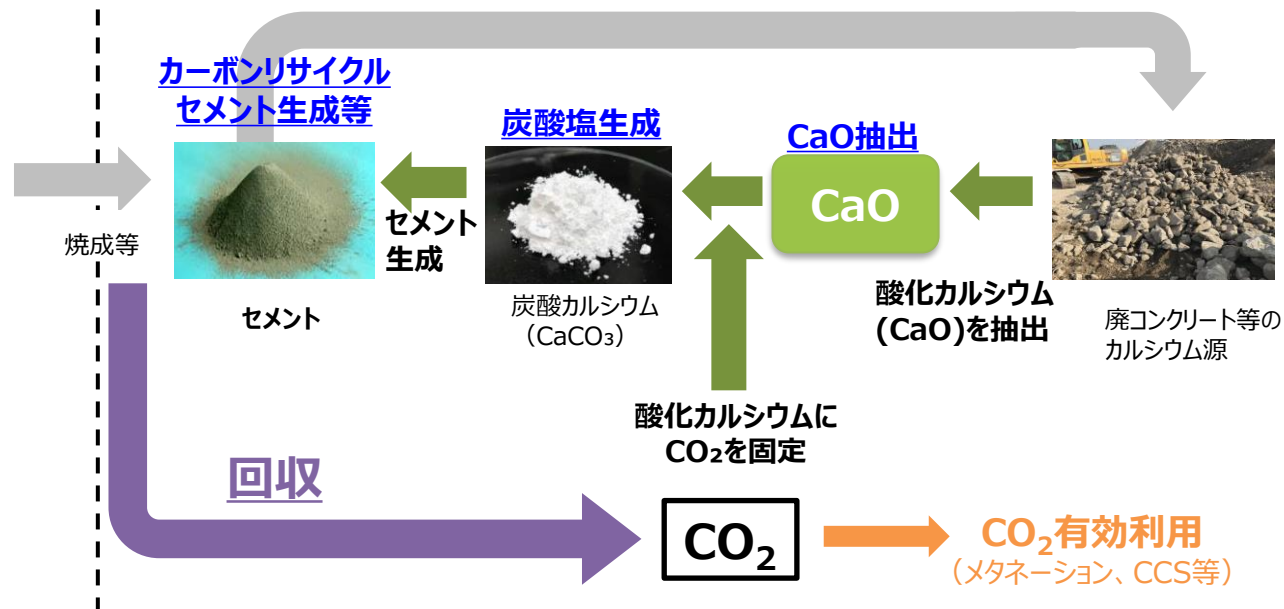 カーボンリサイクル
セメント生成等
炭酸塩生成
CaO抽出
CaO
焼成等
セメント
生成
セメント
炭酸カルシウム
（CaCO₃）
酸化カルシウム
(CaO)を抽出
廃コンクリート等の
カルシウム源
酸化カルシウムに
CO₂を固定
回収
CO₂
CO₂有効利用
（メタネーション、CCS等）